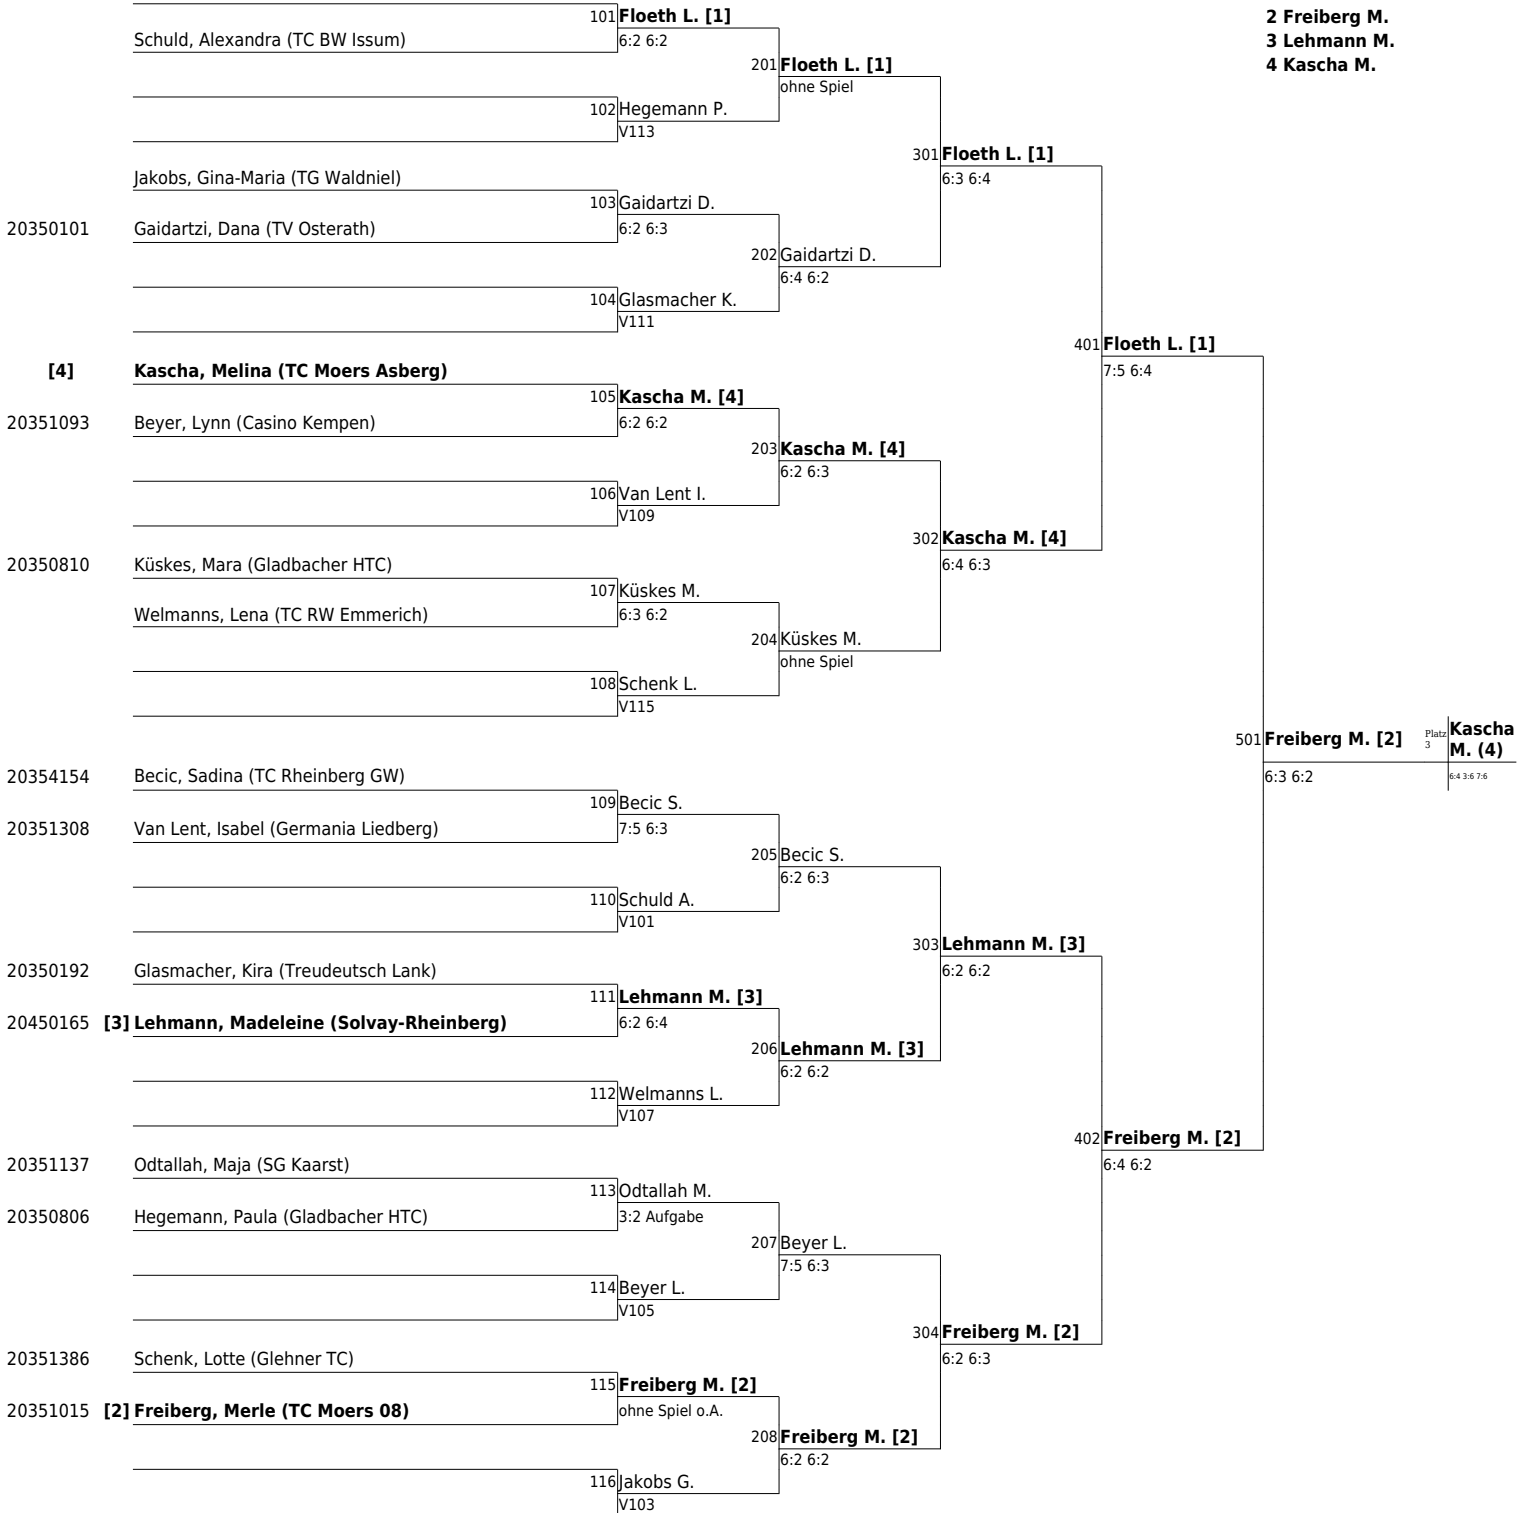 101 Floeth L. [1]
2 Freiberg M.
Schuld, Alexandra (TC BW Issum)
6:2 6:2
3 Lehmann M.
201 Floeth L. [1]
4 Kascha M.
ohne Spiel
102 Hegemann P.
V113
301 Floeth L. [1]
Jakobs, Gina-Maria (TG Waldniel)
6:3 6:4
103 Gaidartzi D.
20350101 Gaidartzi, Dana (TV Osterath)
6:2 6:3
202 Gaidartzi D.
6:4 6:2
104 Glasmacher K.
V111
401 Floeth L. [1]
[4] Kascha, Melina (TC Moers Asberg)
7:5 6:4
105 Kascha M. [4]
20351093 Beyer, Lynn (Casino Kempen)
6:2 6:2
203 Kascha M. [4]
6:2 6:3
106 Van Lent I.
V109
302 Kascha M. [4]
20350810 Küskes, Mara (Gladbacher HTC)
6:4 6:3
107 Küskes M.
Welmanns, Lena (TC RW Emmerich)
6:3 6:2
204 Küskes M.
ohne Spiel
108 Schenk L.
V115
501 Freiberg M. [2]
Platz 3
Kascha M. (4)
20354154 Becic, Sadina (TC Rheinberg GW)
6:3 6:2
6:4 3:6 7:6
109 Becic S.
20351308 Van Lent, Isabel (Germania Liedberg)
7:5 6:3
205 Becic S.
6:2 6:3
110 Schuld A.
V101
303 Lehmann M. [3]
20350192 Glasmacher, Kira (Treudeutsch Lank)
6:2 6:2
111 Lehmann M. [3]
20450165 [3] Lehmann, Madeleine (Solvay-Rheinberg)
6:2 6:4
206 Lehmann M. [3]
6:2 6:2
112 Welmanns L.
V107
402 Freiberg M. [2]
20351137 Odtallah, Maja (SG Kaarst)
6:4 6:2
113 Odtallah M.
20350806 Hegemann, Paula (Gladbacher HTC)
3:2 Aufgabe
207 Beyer L.
7:5 6:3
114 Beyer L.
V105
304 Freiberg M. [2]
20351386 Schenk, Lotte (Glehner TC)
6:2 6:3
115 Freiberg M. [2]
20351015 [2] Freiberg, Merle (TC Moers 08)
ohne Spiel o.A.
208 Freiberg M. [2]
6:2 6:2
116 Jakobs G.
V103